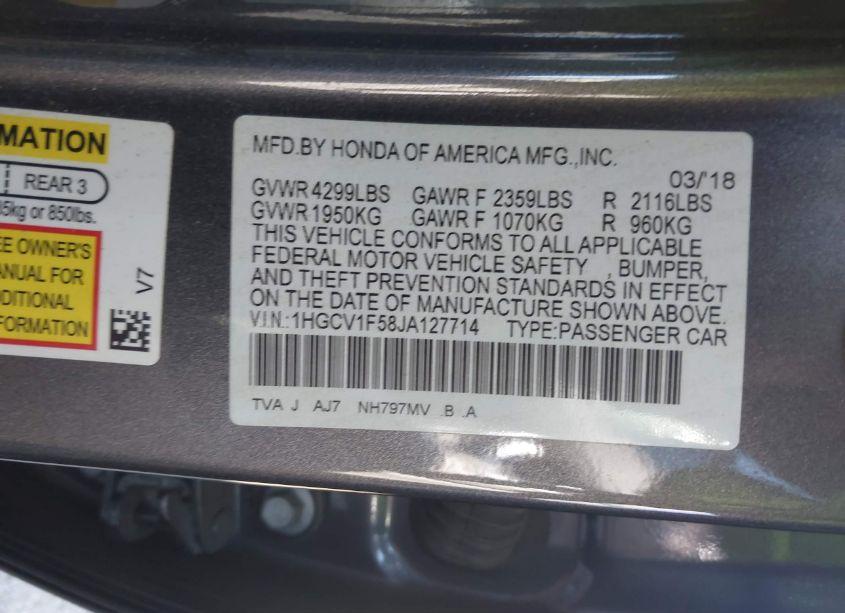 MATION
REAR 3
5kg or 850lbs.
EE OWNER'S
ANUAL FOR
DDITIONAL
FORMATION
V7
MFD.BY HONDA OF AMERICA MFG.,INC.
03/'18
GVWR 4299LBS GAWR F 2359LBS R 2116LBS
GVWR 1950KG GAWR F 1070KG R 960KG
THIS VEHICLE CONFORMS TO ALL APPLICABLE
FEDERAL MOTOR VEHICLE SAFETY , BUMPER,
AND THEFT PREVENTION STANDARDS IN EFFECT
ON THE DATE OF MANUFACTURE SHOWN ABOVE.
V.I.N.:1HGCV1F58JA127714 TYPE:PASSENGER CAR
TVA J AJ7 NH797MV .B .A